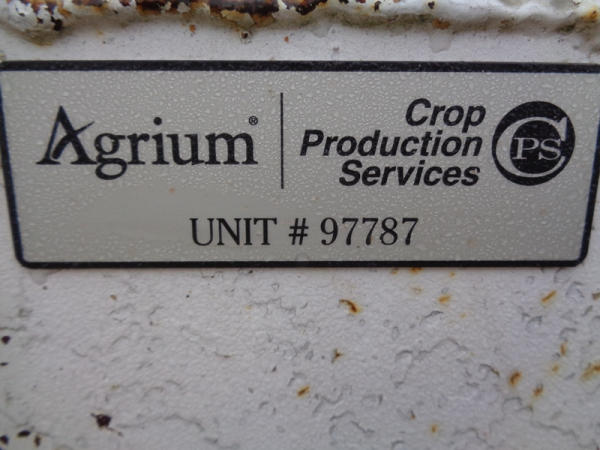 Agrium®
Crop
Production
Services
CPS
UNIT # 97787